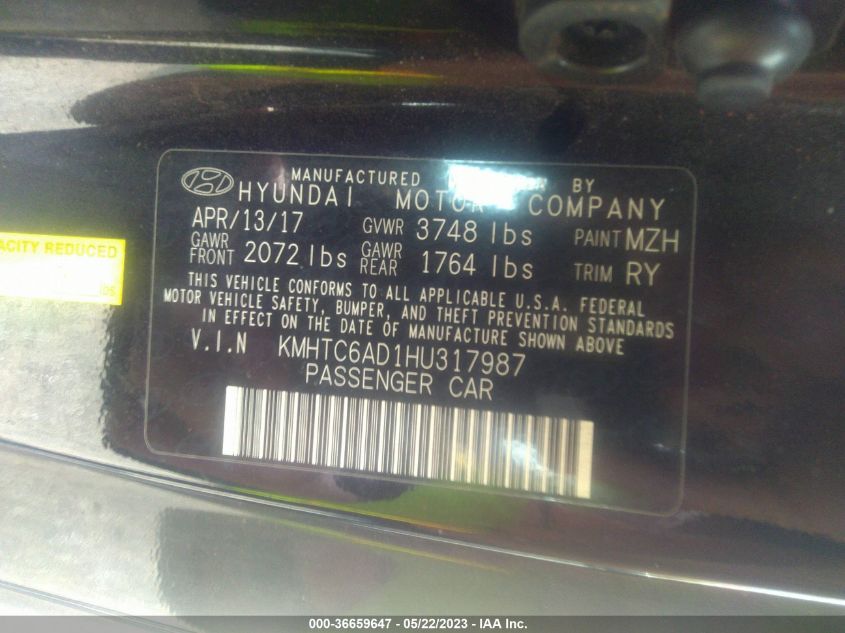 MANUFACTURED BY
HYUNDAI MOTOR COMPANY
APR/13/17 GVWR 3748 lbs PAINT MZH
GAWR FRONT 2072 lbs GAWR REAR 1764 lbs TRIM RY
THIS VEHICLE CONFORMS TO ALL APPLICABLE U.S.A. FEDERAL
MOTOR VEHICLE SAFETY, BUMPER, AND THEFT PREVENTION STANDARDS
IN EFFECT ON THE DATE OF MANUFACTURE SHOWN ABOVE
V.I.N KMHTC6AD1HU317987
PASSENGER CAR
REDUCED
lbs
000-36659647 - 05/22/2023 - IAA Inc.